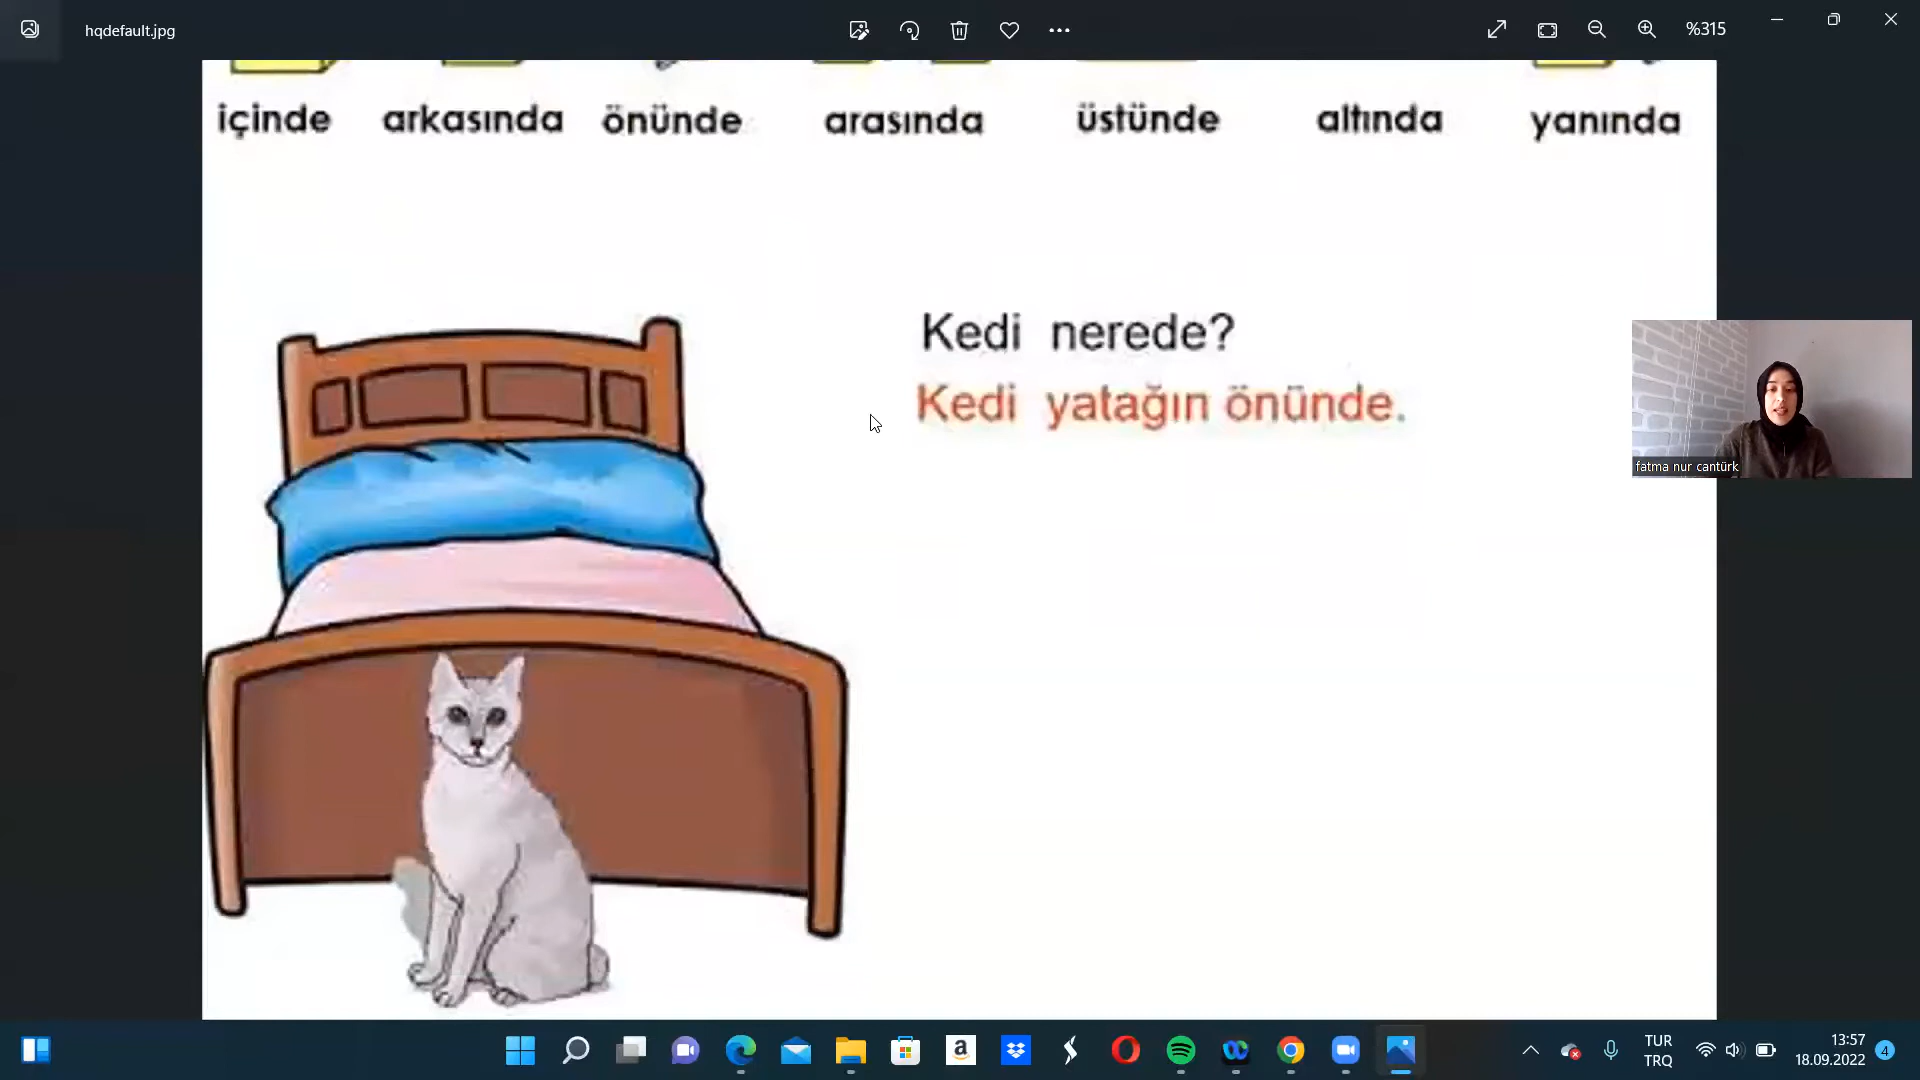 hqdefault.jpg
%315
içinde arkasında önünde arasında üstünde altında yanında
Kedi nerede?
Kedi yatağın önünde.
fatma nur cantürk
TUR
TRQ
13:57
18.09.2022
4